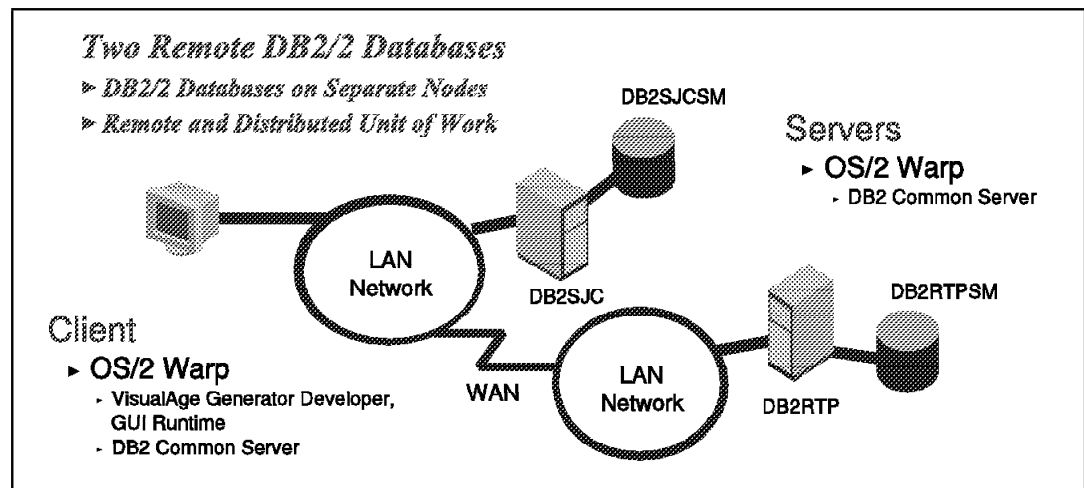 Two Remote DB2/2 Databases
► DB2/2 Databases on Separate Nodes
► Remote and Distributed Unit of Work
DB2SJCSM
Servers
► OS/2 Warp
► DB2 Common Server
LAN
Network
DB2SJC
DB2RTPSM
Client
► OS/2 Warp
► VisualAge Generator Developer,
GUI Runtime
► DB2 Common Server
WAN
LAN
Network
DB2RTP